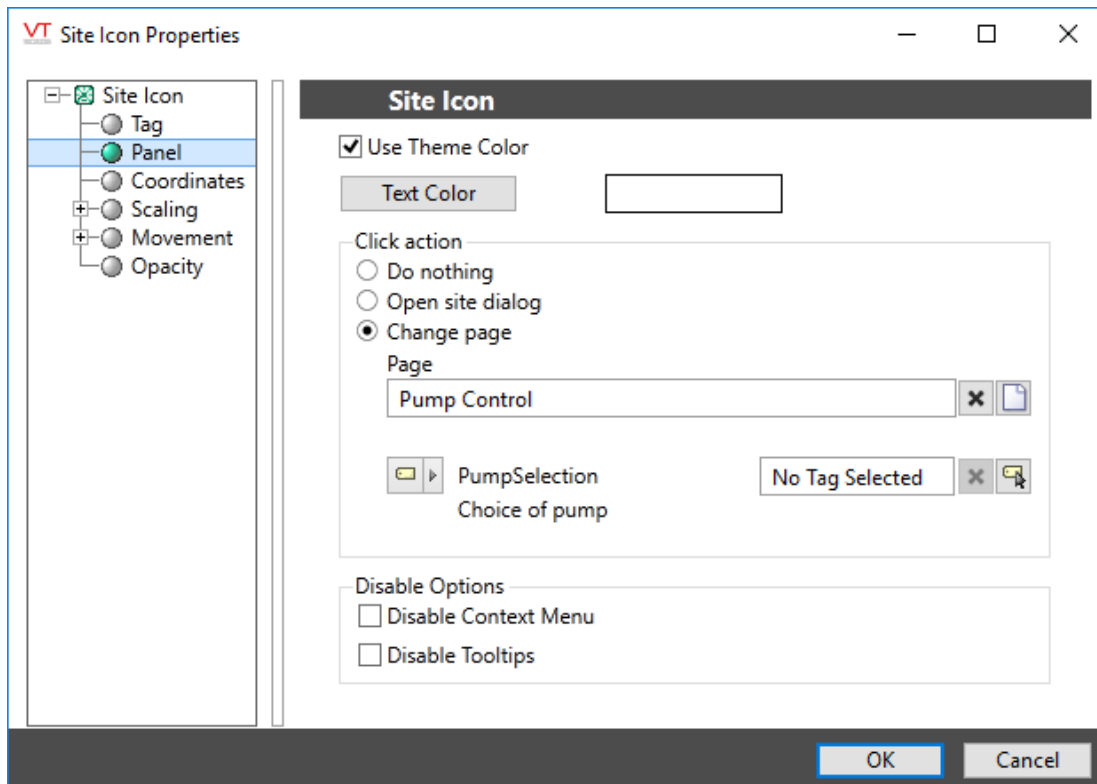 VT Site Icon Properties
Site Icon
Tag
Panel
Coordinates
Scaling
Movement
Opacity
Site Icon
Use Theme Color
Text Color
Click action
Do nothing
Open site dialog
Change page
Page
Pump Control
PumpSelection No Tag Selected
Choice of pump
Disable Options
Disable Context Menu
Disable Tooltips
OK Cancel